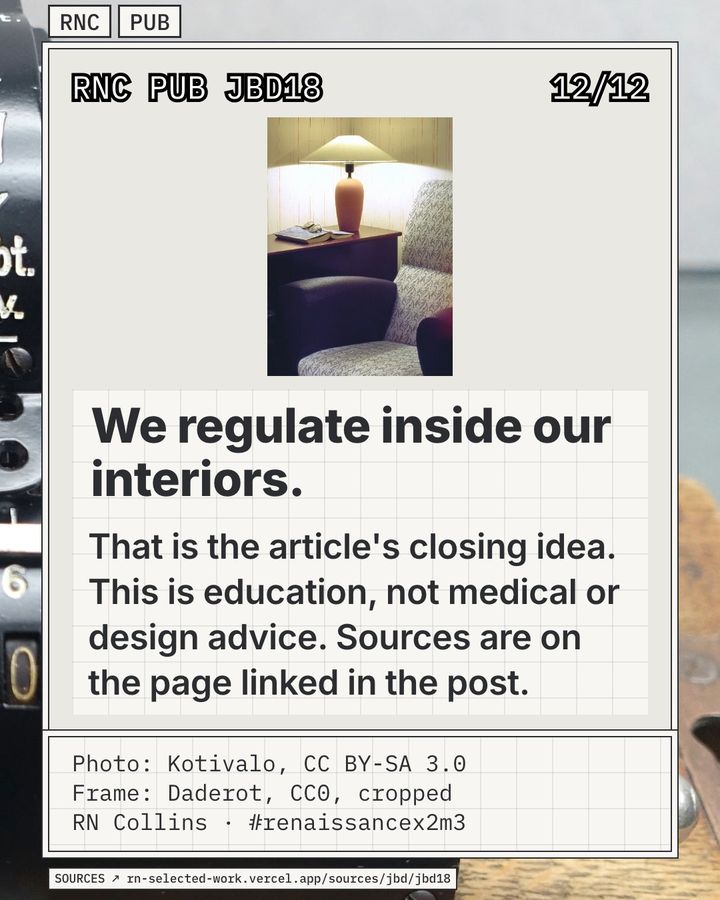 RNC PUB
RNC PUB JBD18 12/12
We regulate inside our
interiors.
That is the article's closing idea.
This is education, not medical or
design advice. Sources are on
the page linked in the post.
Photo: Kotivalo, CC BY-SA 3.0
Frame: Daderot, CC0, cropped
RN Collins · #renaissancex2m3
SOURCES ↗ rn-selected-work.vercel.app/sources/jbd/jbd18
6
0